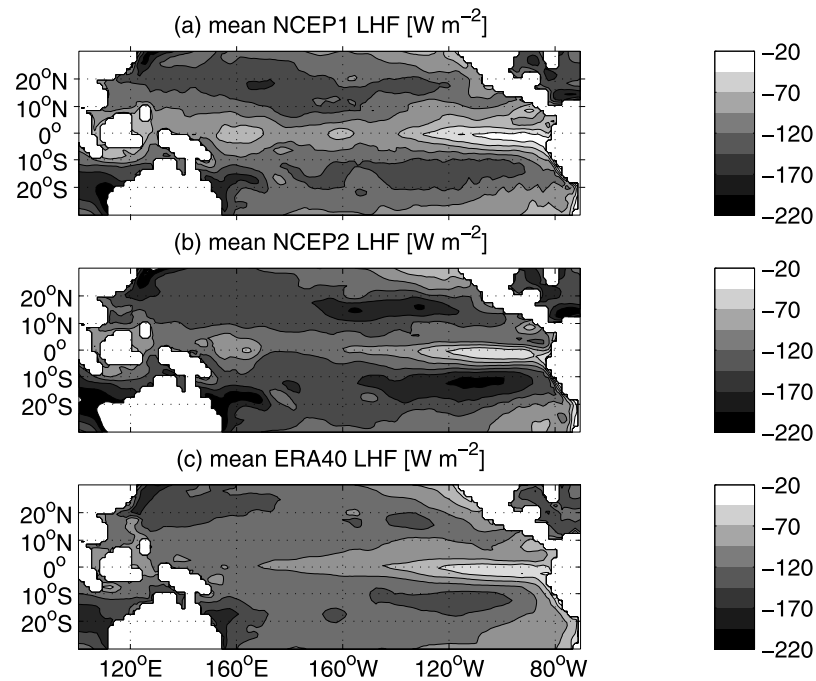 (a) mean NCEP1 LHF [W m⁻²]
20°N
10°N
0°
10°S
20°S
−20
−70
−120
−170
−220
(b) mean NCEP2 LHF [W m⁻²]
20°N
10°N
0°
10°S
20°S
−20
−70
−120
−170
−220
(c) mean ERA40 LHF [W m⁻²]
20°N
10°N
0°
10°S
20°S
120°E 160°E 160°W 120°W 80°W
−20
−70
−120
−170
−220